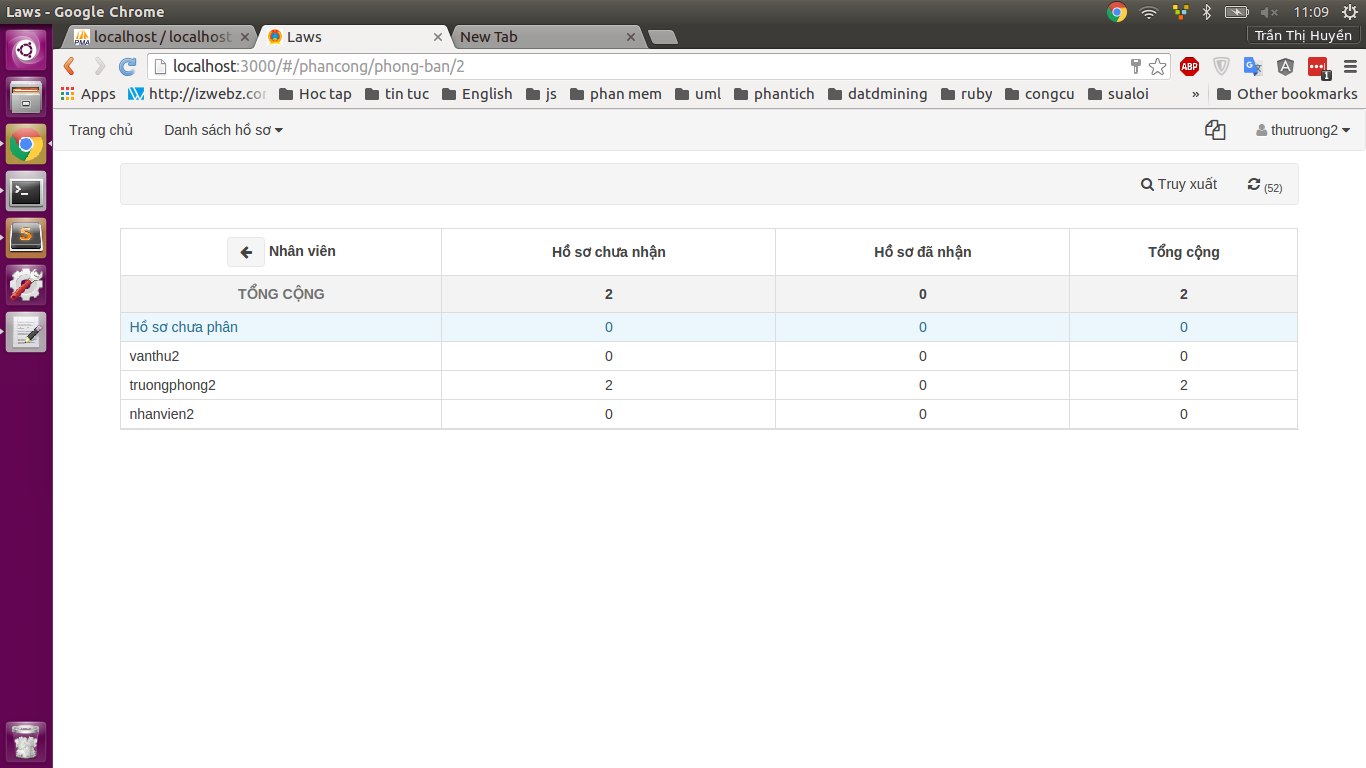 Laws - Google Chrome
11:09
localhost / localhost
Laws
New Tab
Trần Thị Huyền
localhost:3000/#/phancong/phong-ban/2
ABP
1
Apps
http://izwebz.co
Hoc tap
tin tuc
English
js
phan mem
uml
phantich
datdmining
ruby
congcu
sualoi
»
Other bookmarks
Trang chủ
Danh sách hồ sơ
thutruong2
Truy xuất
(52)
Nhân viên Hồ sơ chưa nhận Hồ sơ đã nhận Tổng cộng
TỔNG CỘNG 2 0 2
Hồ sơ chưa phân 0 0 0
vanthu2 0 0 0
truongphong2 2 0 2
nhanvien2 0 0 0